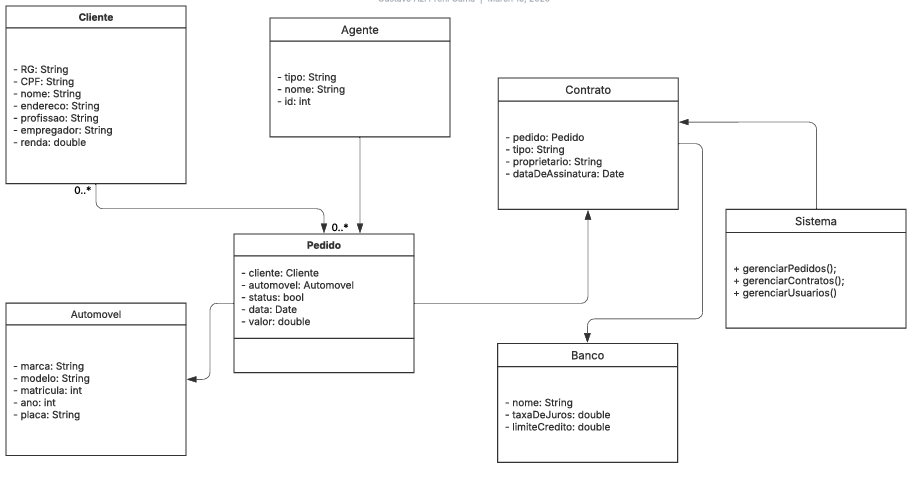 Cliente
- RG: String
- CPF: String
- nome: String
- endereco: String
- profissao: String
- empregador: String
- renda: double
0..*
Agente
- tipo: String
- nome: String
- id: int
Contrato
- pedido: Pedido
- tipo: String
- proprietario: String
- dataDeAssinatura: Date
Sistema
+ gerenciarPedidos();
+ gerenciarContratos();
+ gerenciarUsuarios()
0..*
Pedido
- cliente: Cliente
- automovel: Automovel
- status: bool
- data: Date
- valor: double
Automovel
- marca: String
- modelo: String
- matricula: int
- ano: int
- placa: String
Banco
- nome: String
- taxaDeJuros: double
- limiteCredito: double